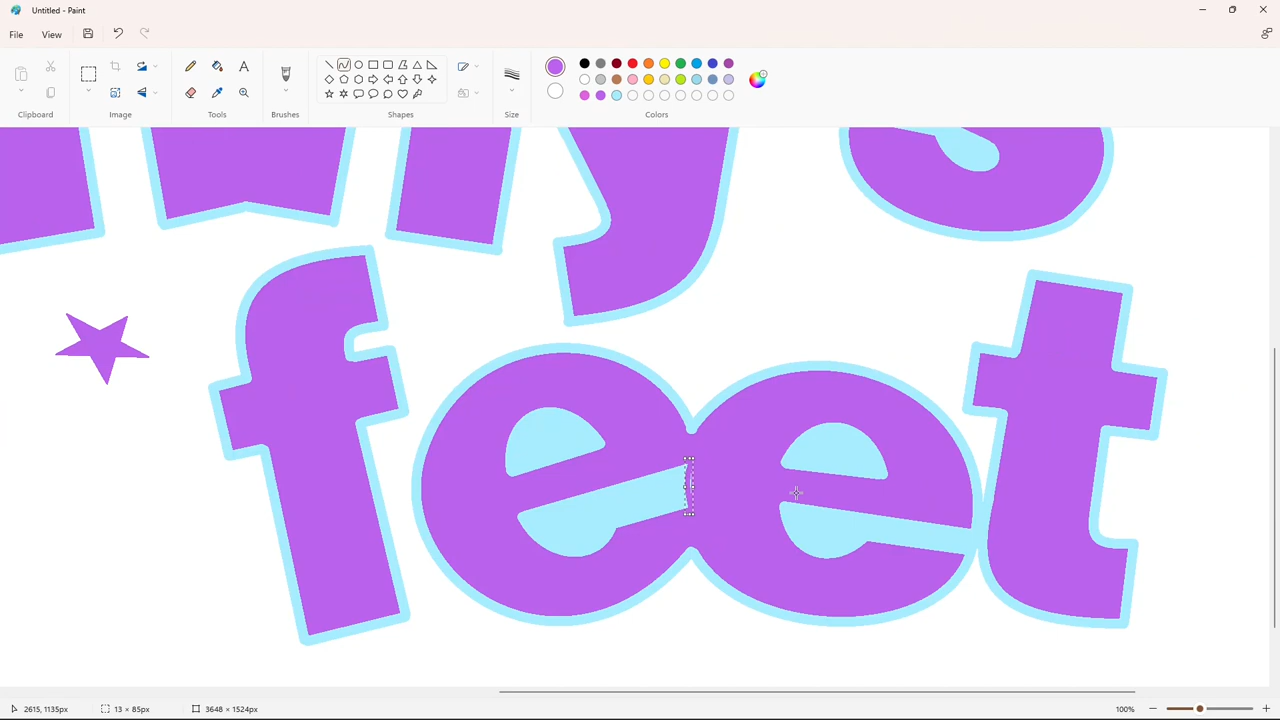 Untitled - Paint
File View
Clipboard Image Tools Brushes Shapes Size Colors
y's
feet
2615, 1135px 13 × 85px 3648 × 1524px 100%